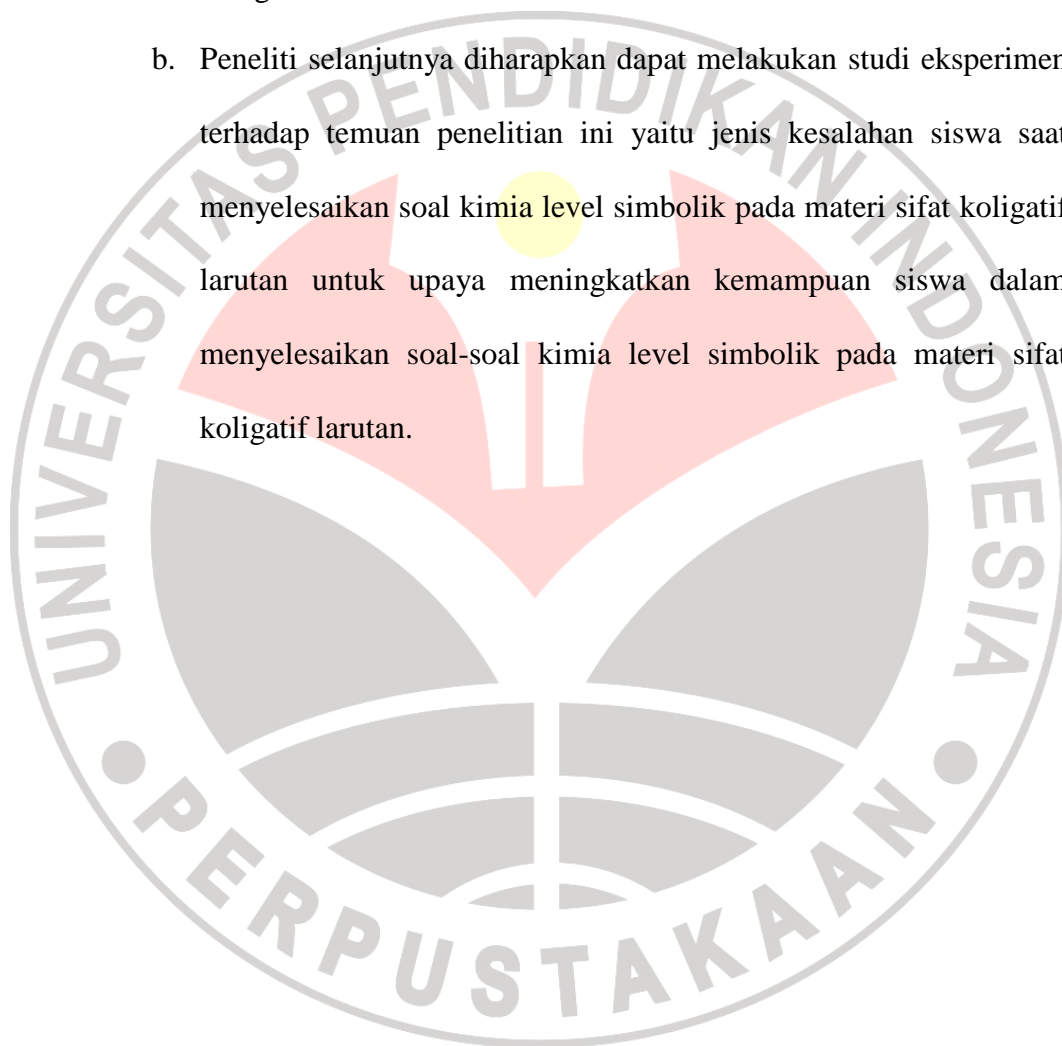 b. Peneliti selanjutnya diharapkan dapat melakukan studi eksperimen
terhadap temuan penelitian ini yaitu jenis kesalahan siswa saat
menyelesaikan soal kimia level simbolik pada materi sifat koligatif
larutan untuk upaya meningkatkan kemampuan siswa dalam
menyelesaikan soal-soal kimia level simbolik pada materi sifat
koligatif larutan.
UNIVERSITAS PENDIDIKAN INDONESIA
PERPUSTAKAAN